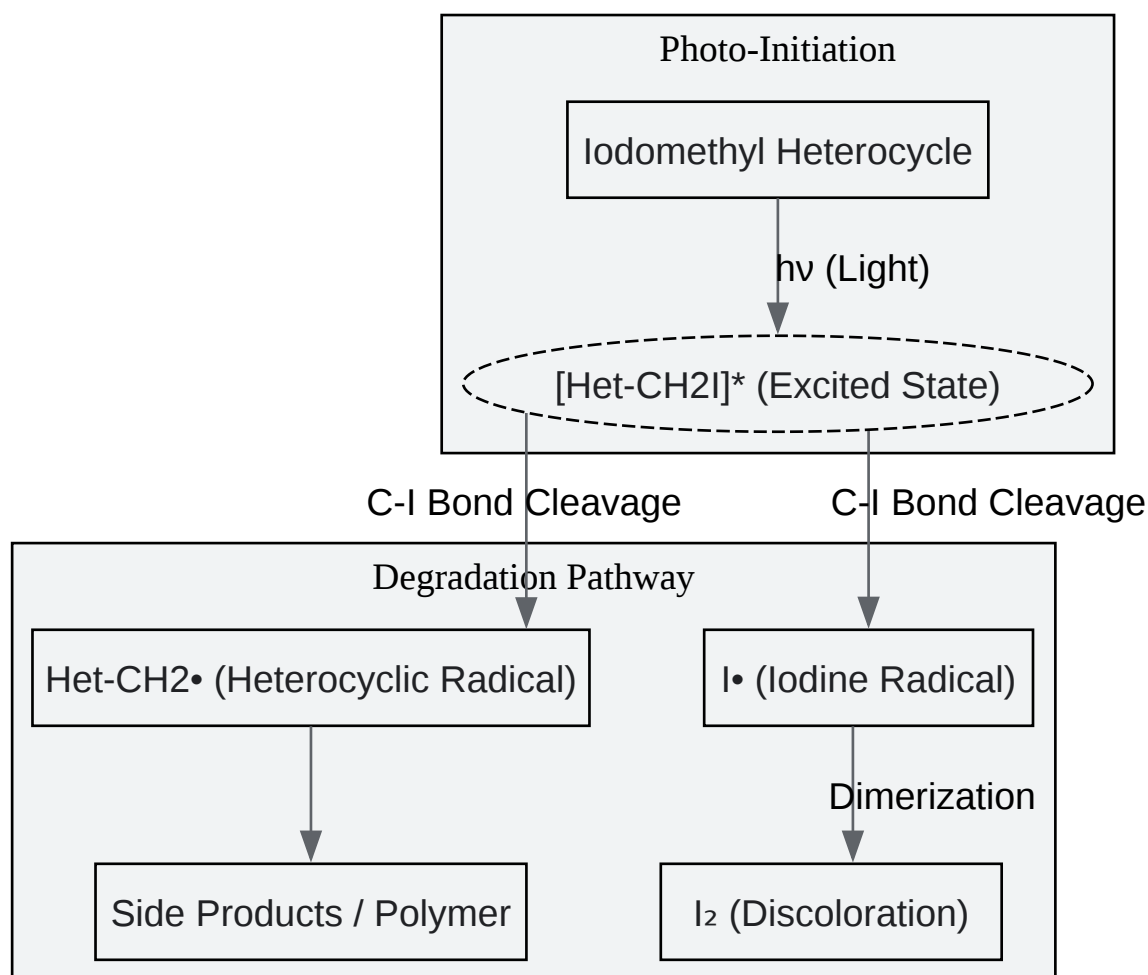 Photo-Initiation
Iodomethyl Heterocycle
hν (Light)
[Het-CH2I]* (Excited State)
C-I Bond Cleavage
C-I Bond Cleavage
Degradation Pathway
Het-CH2• (Heterocyclic Radical)
I• (Iodine Radical)
Dimerization
Side Products / Polymer
I₂ (Discoloration)